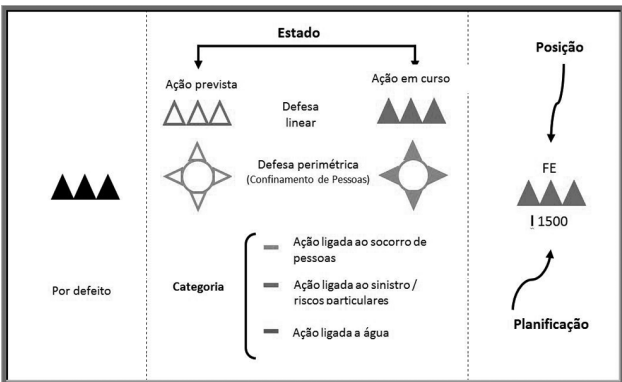 Estado
Posição
Ação prevista
Ação em curso
Defesa
linear
Defesa perimétrica
(Confinamento de Pessoas)
FE
I 1500
Por defeito
Categoria
Ação ligada ao socorro de
pessoas
Ação ligada ao sinistro /
riscos particulares
Ação ligada a água
Planificação